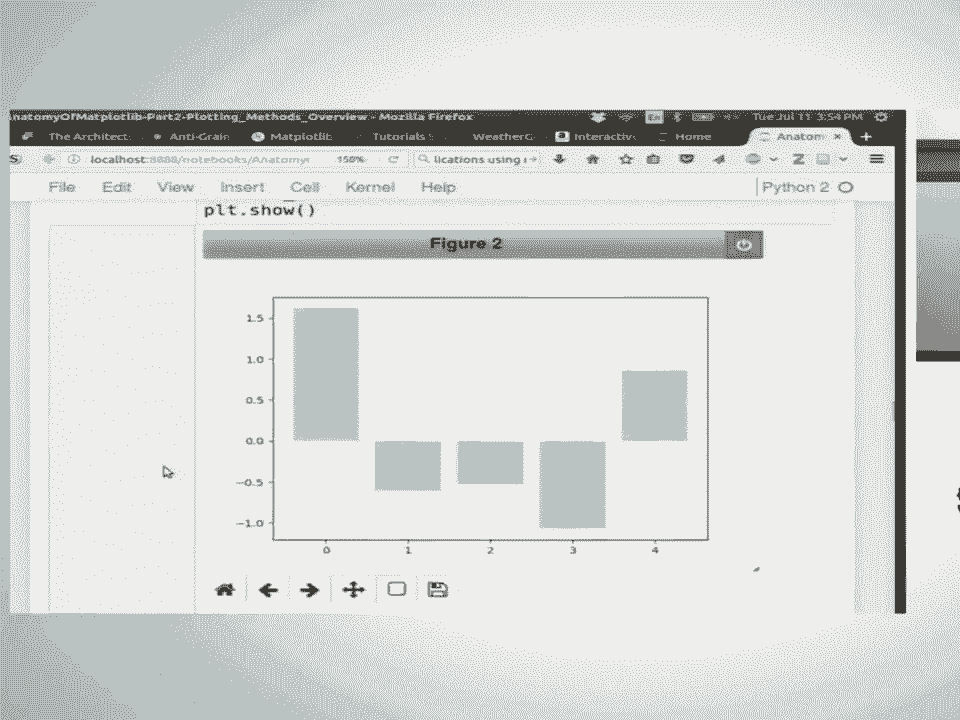 natomyOfMatplotlib-Part2-Plotting_Methods_Overview - Mozilla Firefox En Tue Jul 11 3:54 PM
The Architect Anti-Grain Matplotlib Tutorials WeatherG Interactiv Home Anatom × +
S localhost:8888/notebooks/Anatomy 150% lications using Z
File Edit View Insert Cell Kernel Help Python 2
plt.show()
Figure 2
1.5
1.0
0.5
0.0
−0.5
−1.0
0 1 2 3 4